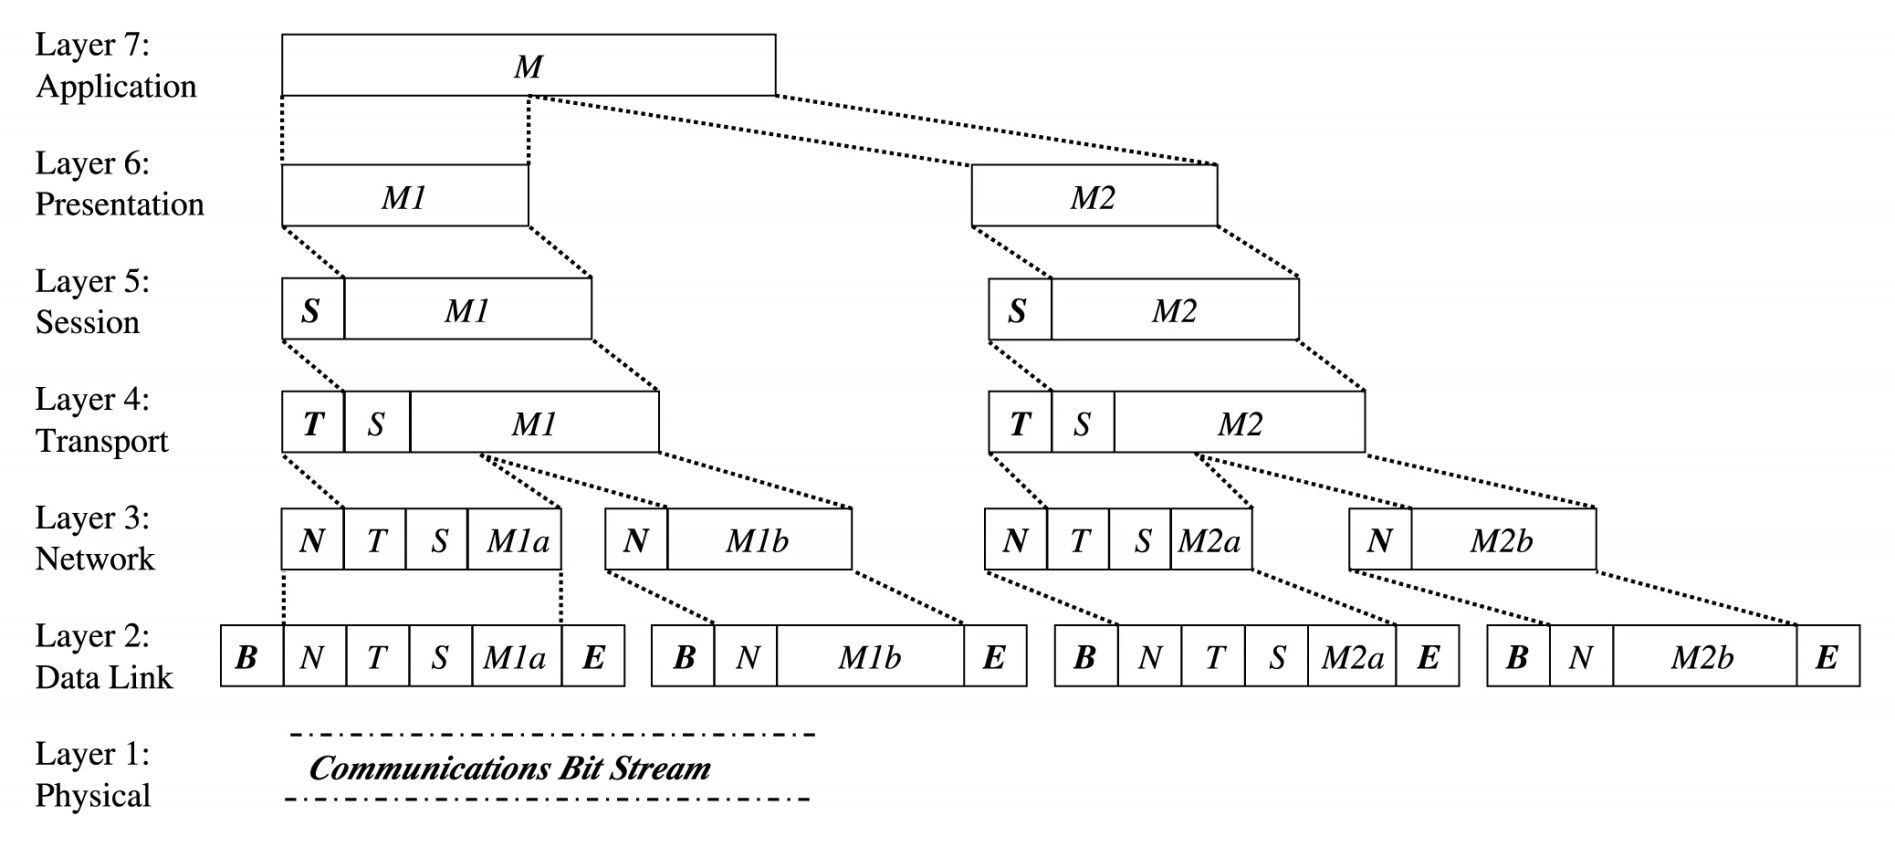 Layer 7:
Application
M
Layer 6:
Presentation
M1 M2
Layer 5:
Session
S M1 S M2
Layer 4:
Transport
T S M1 T S M2
Layer 3:
Network
N T S M1a N M1b N T S M2a N M2b
Layer 2:
Data Link
B N T S M1a E B N M1b E B N T S M2a E B N M2b E
Layer 1:
Physical
Communications Bit Stream